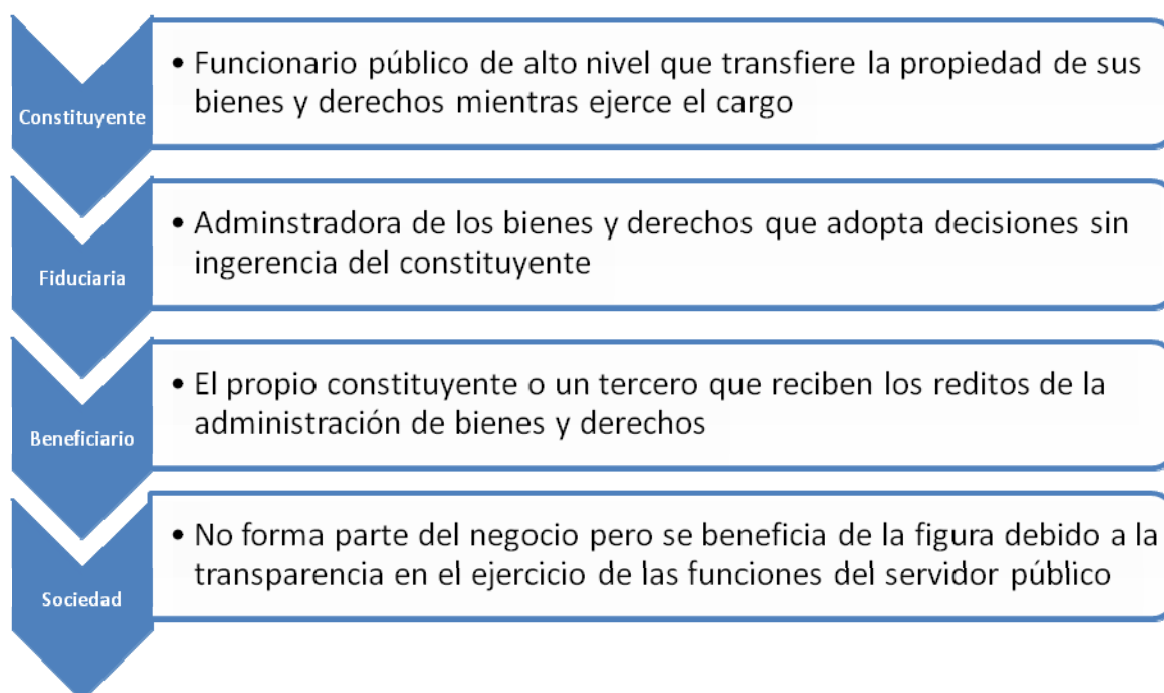 Constituyente
• Funcionario público de alto nivel que transfiere la propiedad de sus
bienes y derechos mientras ejerce el cargo
Fiduciaria
• Adminstradora de los bienes y derechos que adopta decisiones sin
ingerencia del constituyente
Beneficiario
• El propio constituyente o un tercero que reciben los reditos de la
administración de bienes y derechos
Sociedad
• No forma parte del negocio pero se beneficia de la figura debido a la
transparencia en el ejercicio de las funciones del servidor público